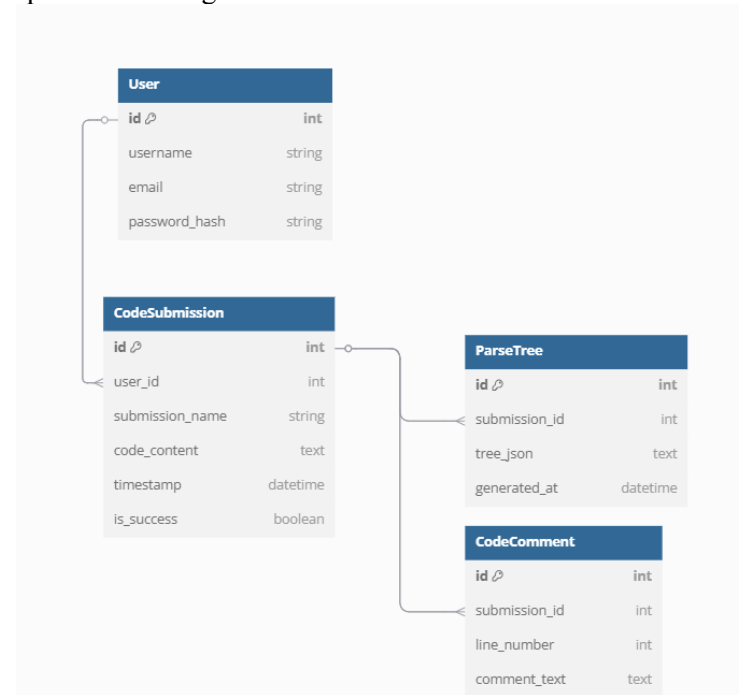 User
id int
username string
email string
password_hash string
CodeSubmission
id int
user_id int
submission_name string
code_content text
timestamp datetime
is_success boolean
ParseTree
id int
submission_id int
tree_json text
generated_at datetime
CodeComment
id int
submission_id int
line_number int
comment_text text